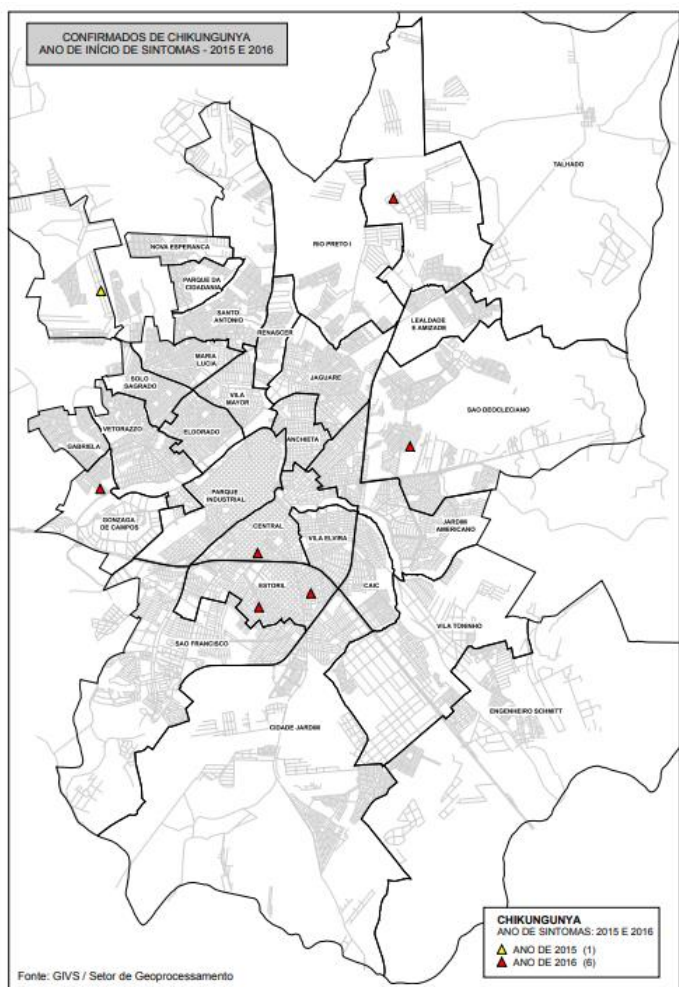 CONFIRMADOS DE CHIKUNGUNYA
ANO DE INÍCIO DE SINTOMAS - 2015 E 2016
TALHADO
RIO PRETO I
NOVA ESPERANCA
PARQUE DA
CIDADANIA
SANTO
ANTONIO
RENASCER
LEALDADE
E AMIZADE
MARIA
LUCIA
JAGUARE
SOLO
SAGRADO
VILA
MAYOR
SAO DEOCLECIANO
VETORAZZO
ELDORADO
ANCHIETA
GABRIELA
PARQUE
INDUSTRIAL
GONZAGA
DE CAMPOS
CENTRAL
VILA ELVIRA
JARDIM
AMERICANO
ESTORIL
CAIC
VILA TONINHO
SAO FRANCISCO
ENGENHEIRO SCHMITT
CIDADE JARDIM
CHIKUNGUNYA
ANO DE SINTOMAS: 2015 E 2016
ANO DE 2015 (1)
ANO DE 2016 (6)
Fonte: GIVS / Setor de Geoprocessamento